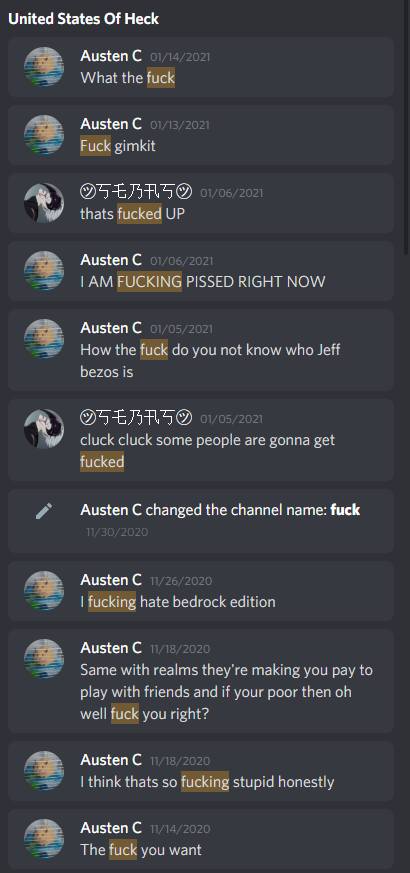 United States Of Heck
Austen C 01/14/2021
What the fuck
Austen C 01/13/2021
Fuck gimkit
㋡丂乇乃卂丂㋡ 01/06/2021
thats fucked UP
Austen C 01/06/2021
I AM FUCKING PISSED RIGHT NOW
Austen C 01/05/2021
How the fuck do you not know who Jeff
bezos is
㋡丂乇乃卂丂㋡ 01/05/2021
cluck cluck some people are gonna get
fucked
Austen C changed the channel name: fuck
11/30/2020
Austen C 11/26/2020
I fucking hate bedrock edition
Austen C 11/18/2020
Same with realms they're making you pay to
play with friends and if your poor then oh
well fuck you right?
Austen C 11/18/2020
I think thats so fucking stupid honestly
Austen C 11/14/2020
The fuck you want